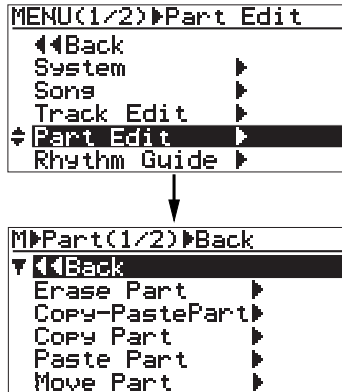 MENU(1/2)▶Part Edit
◀◀Back
System ▶
Song ▶
Track Edit ▶
Part Edit ▶
Rhythm Guide ▶
M▶Part(1/2)▶Back
◀◀Back
Erase Part ▶
Copy-PastePart▶
Copy Part ▶
Paste Part ▶
Move Part ▶